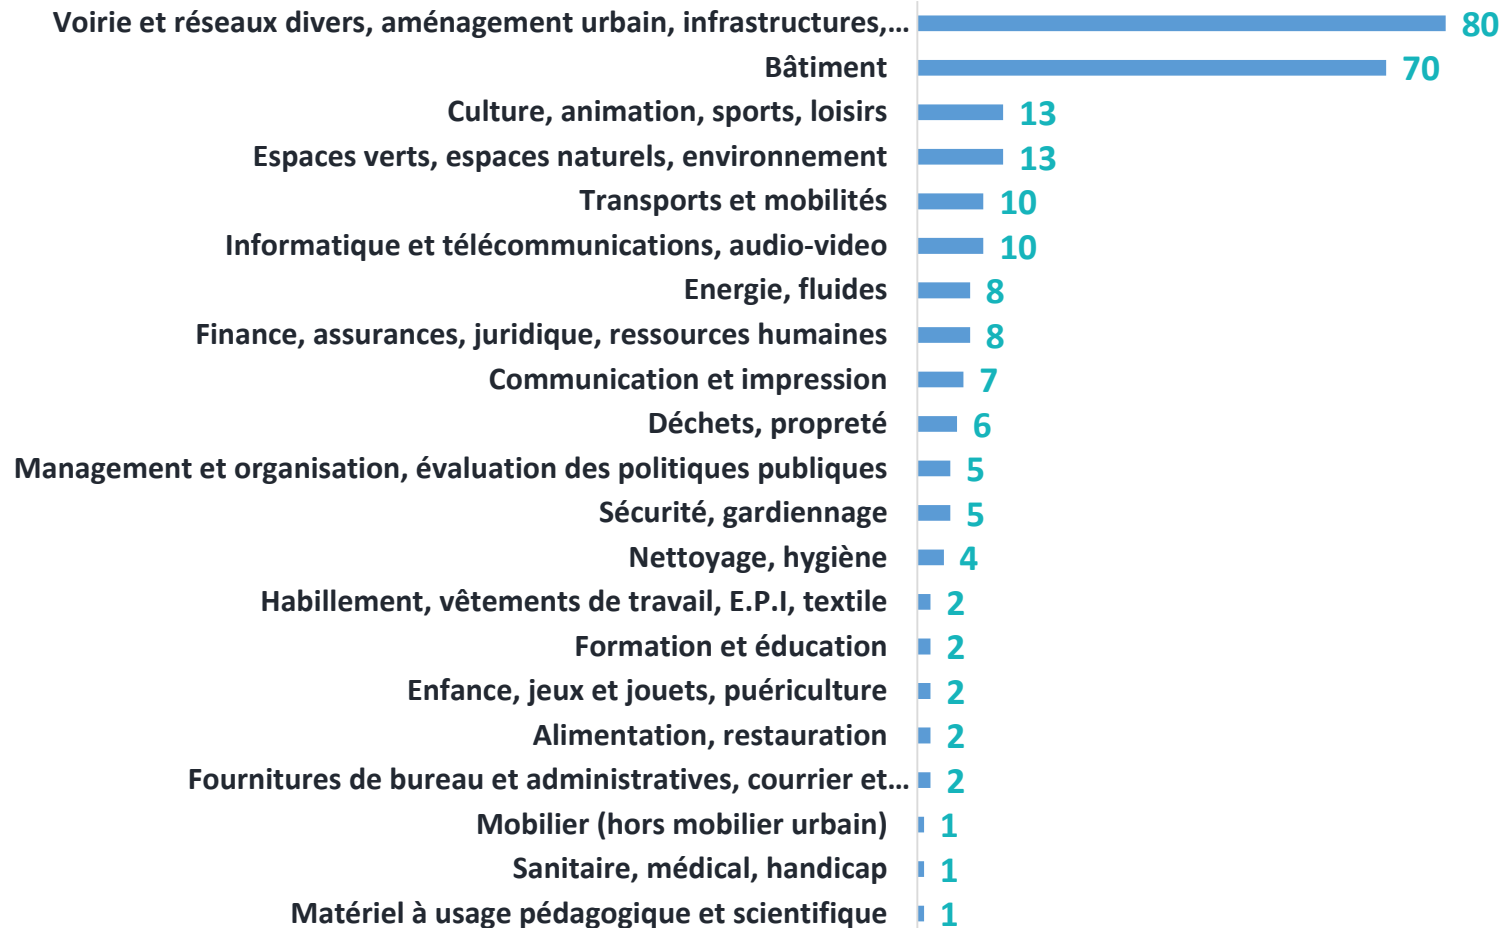 Voirie et réseaux divers, aménagement urbain, infrastructures,... 80
Bâtiment 70
Culture, animation, sports, loisirs 13
Espaces verts, espaces naturels, environnement 13
Transports et mobilités 10
Informatique et télécommunications, audio-video 10
Energie, fluides 8
Finance, assurances, juridique, ressources humaines 8
Communication et impression 7
Déchets, propreté 6
Management et organisation, évaluation des politiques publiques 5
Sécurité, gardiennage 5
Nettoyage, hygiène 4
Habillement, vêtements de travail, E.P.I, textile 2
Formation et éducation 2
Enfance, jeux et jouets, puériculture 2
Alimentation, restauration 2
Fournitures de bureau et administratives, courrier et... 2
Mobilier (hors mobilier urbain) 1
Sanitaire, médical, handicap 1
Matériel à usage pédagogique et scientifique 1